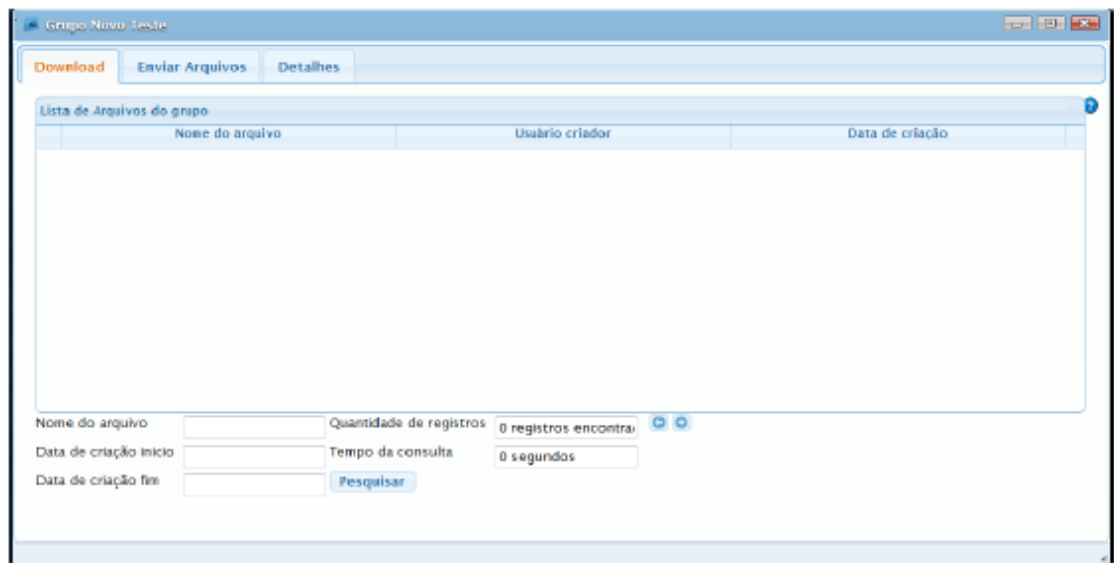 Grupo Novo Teste
Download Enviar Arquivos Detalhes
Lista de Arquivos do grupo
Nome do arquivo Usuário criador Data de criação
Nome do arquivo Quantidade de registros 0 registros encontra
Data de criação início Tempo da consulta 0 segundos
Data de criação fim Pesquisar